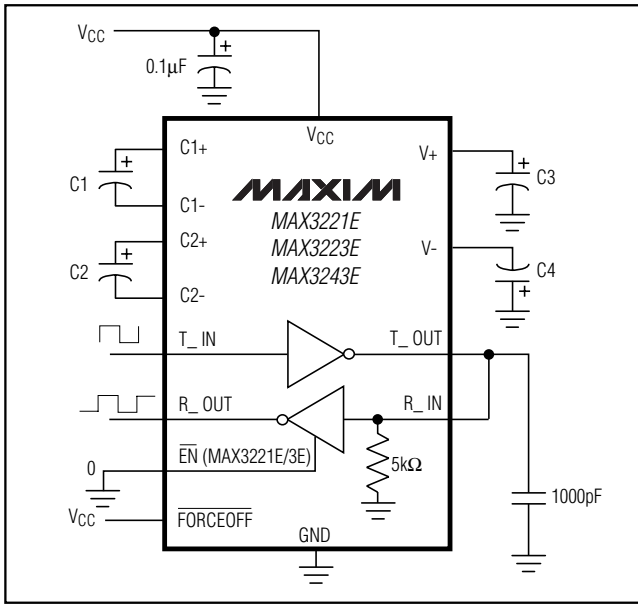 VCC
+
0.1μF
VCC
C1+
C1
+
C1-
C2+
C2
+
C2-
MAXIM
MAX3221E
MAX3223E
MAX3243E
V+
+
C3
V-
C4
+
T_ IN
T_ OUT
R_ OUT
R_ IN
0
EN (MAX3221E/3E)
5kΩ
1000pF
VCC
FORCEOFF
GND